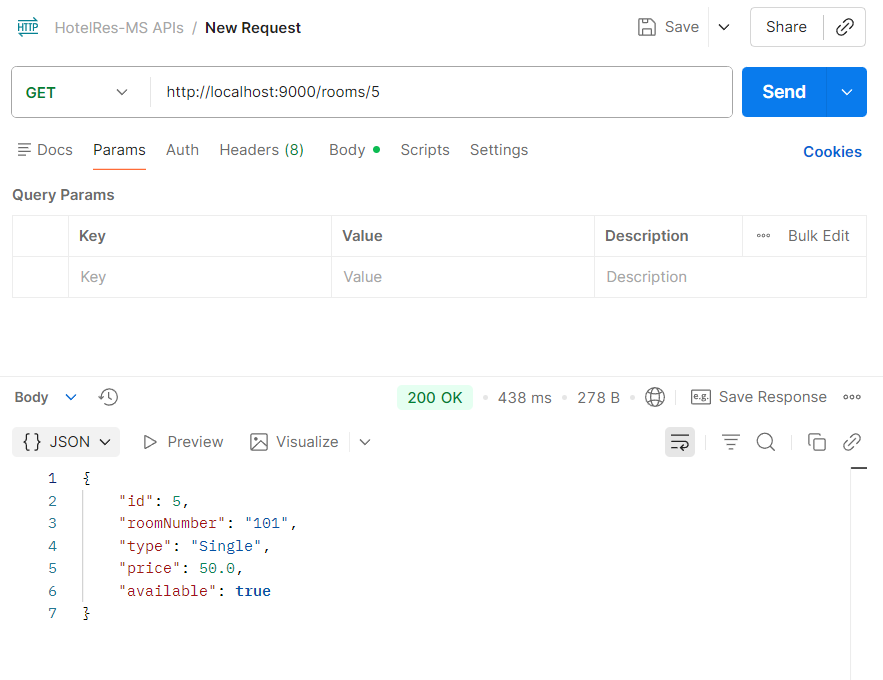 HTTP HotelRes-MS APIs / New Request Save Share
GET http://localhost:9000/rooms/5 Send
Docs Params Auth Headers (8) Body Scripts Settings Cookies
Query Params
Key Value Description Bulk Edit
Key Value Description
Body 200 OK 438 ms 278 B e.g. Save Response
{} JSON Preview Visualize
1 {
2 "id": 5,
3 "roomNumber": "101",
4 "type": "Single",
5 "price": 50.0,
6 "available": true
7 }